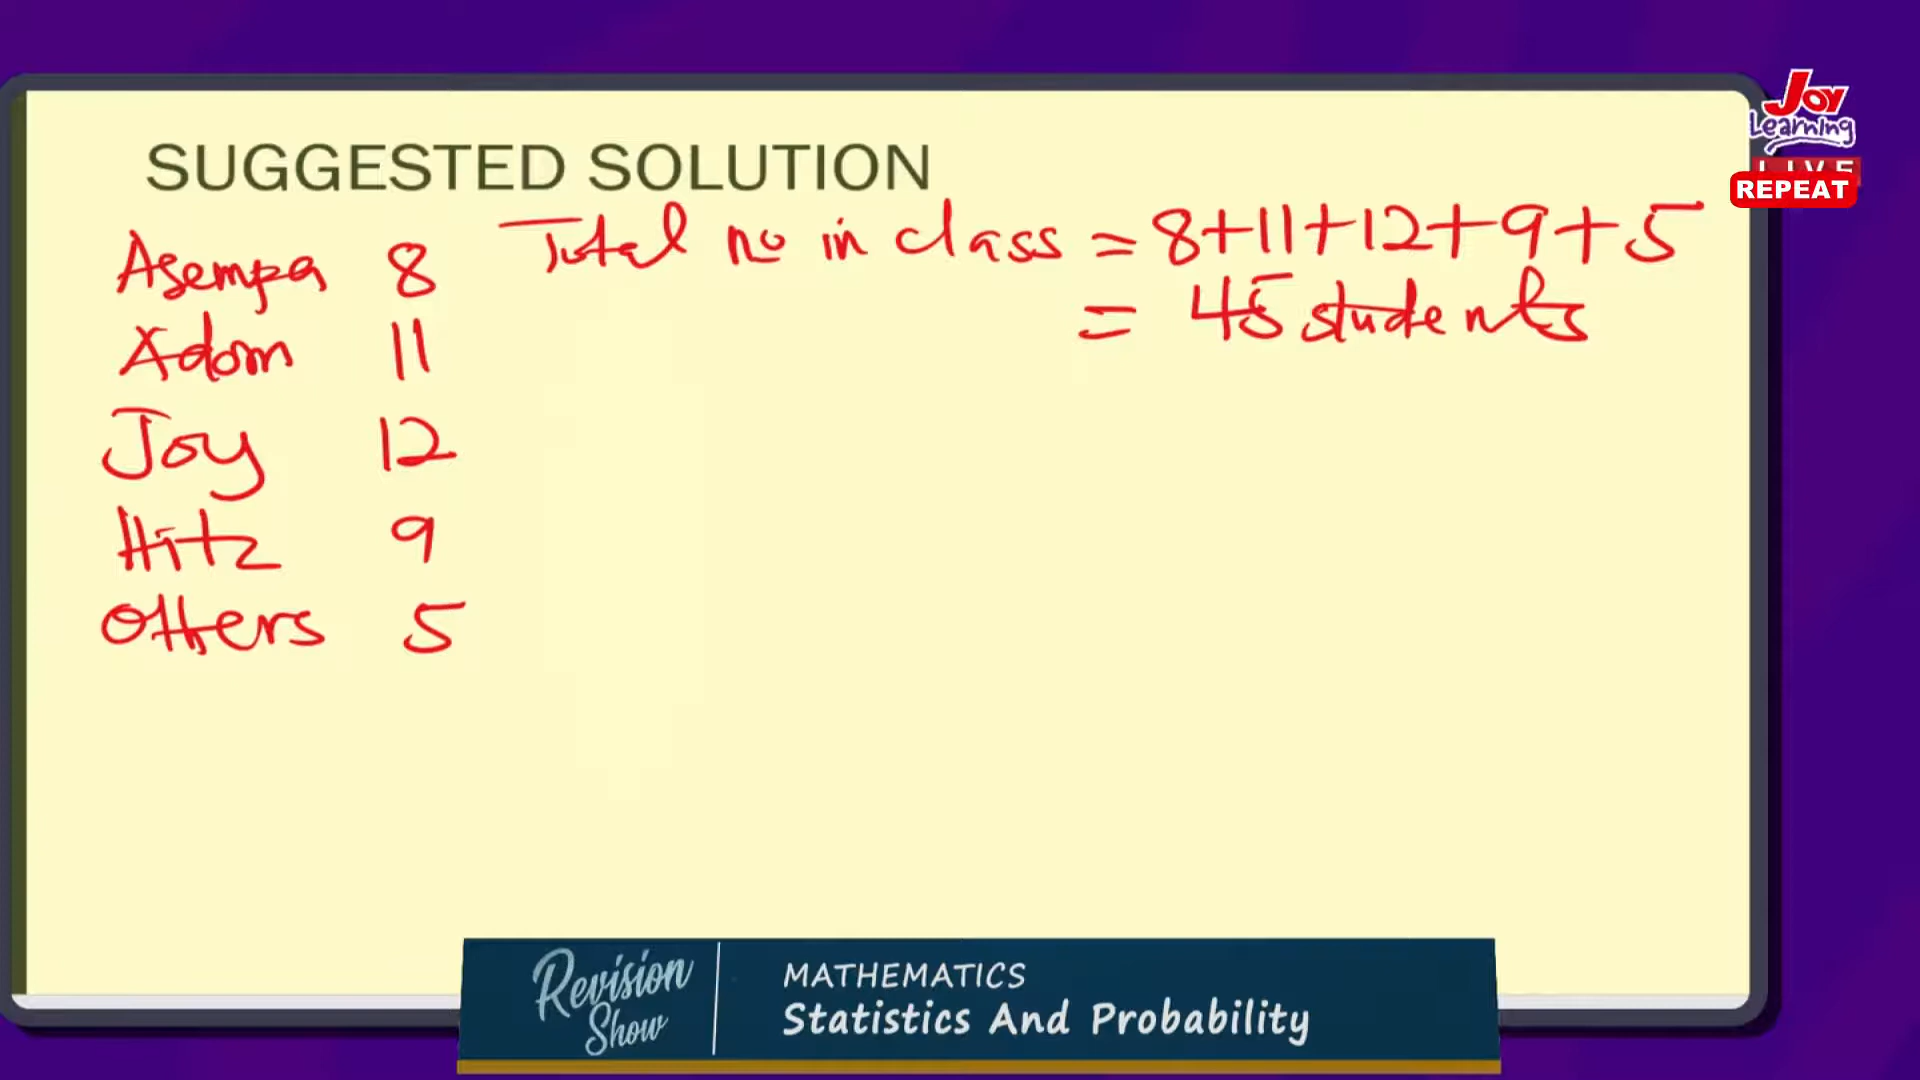 SUGGESTED SOLUTION
Asempa 8
Adom 11
Joy 12
Hitz 9
Others 5
Total no in class = 8+11+12+9+5
= 45 students
Joy
Learning
LIVE
REPEAT
Revision
Show
MATHEMATICS
Statistics And Probability